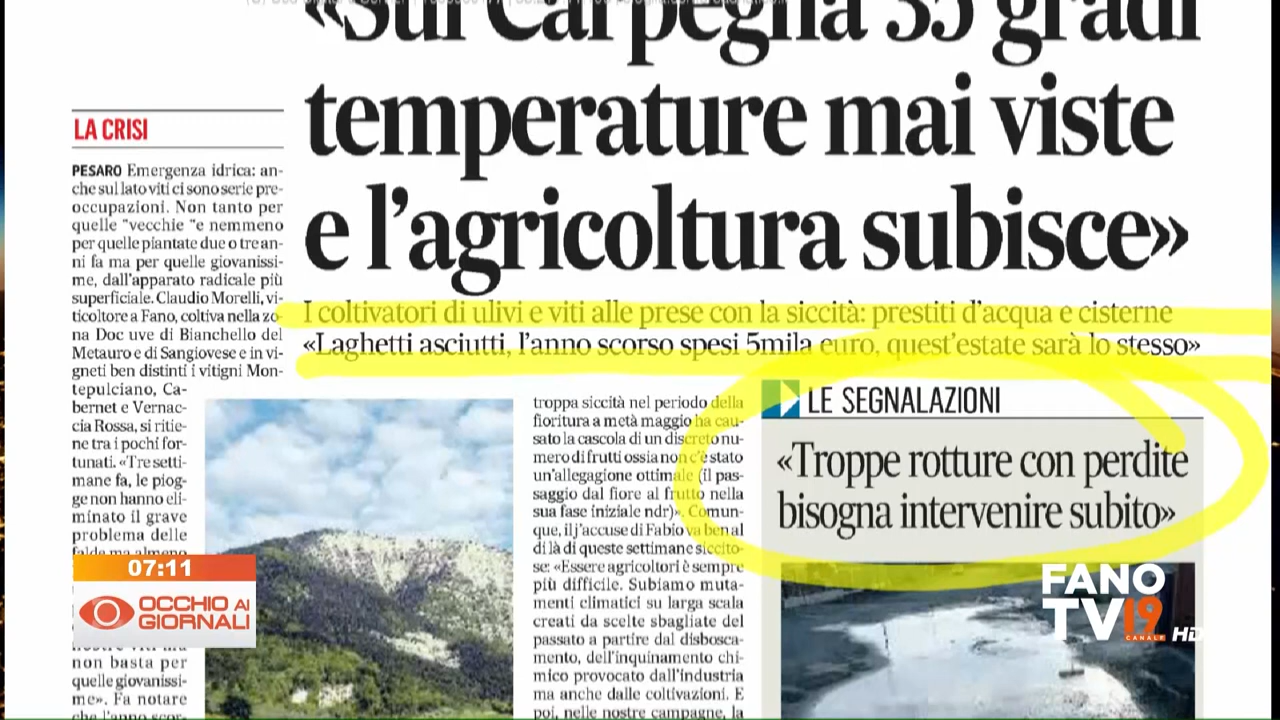 «Sul Carpegna 35 gradi
temperature mai viste
e l'agricoltura subisce»
I coltivatori di ulivi e viti alle prese con la siccità: prestiti d'acqua e cisterne
«Laghetti asciutti, l'anno scorso spesi 5mila euro, quest'estate sarà lo stesso»
LA CRISI
PESARO Emergenza idrica: an-
che sul lato viti ci sono serie pre-
occupazioni. Non tanto per
quelle "vecchie "e nemmeno
per quelle piantate due o tre an-
ni fa ma per quelle giovanissi-
me, dall'apparato radicale più
superficiale. Claudio Morelli, vi-
ticoltore a Fano, coltiva nella zo-
na Doc uve di Bianchello del
Metauro e di Sangiovese e in vi-
gneti ben distinti i vitigni Mon-
tepulciano, Ca-
bernet e Vernac-
cia Rossa, si ritie-
ne tra i pochi for-
tunati. «Tre setti-
mane fa, le piog-
ge non hanno eli-
minato il grave
problema delle
falde ma almeno
nostre viti ma
non basta per
quelle giovanissi-
me». Fa notare
che l'anno scor-
troppa siccità nel periodo della
fioritura a metà maggio ha cau-
sato la cascola di un discreto nu-
mero di frutti ossia non c'è stato
un'allegagione ottimale (il pas-
saggio dal fiore al frutto nella
sua fase iniziale ndr)». Comun-
que, il j'accuse di Fabio va ben al
di là di queste settimane siccito-
se: «Essere agricoltori è sempre
più difficile. Subiamo muta-
menti climatici su larga scala
creati da scelte sbagliate del
passato a partire dal disbosca-
mento, dell'inquinamento chi-
mico provocato dall'industria
ma anche dalle coltivazioni. E
poi, nelle nostre campagne, la
LE SEGNALAZIONI
«Troppe rotture con perdite
bisogna intervenire subito»
07:11
OCCHIO AI
GIORNALI
FANO
TV 19
CANALE HD